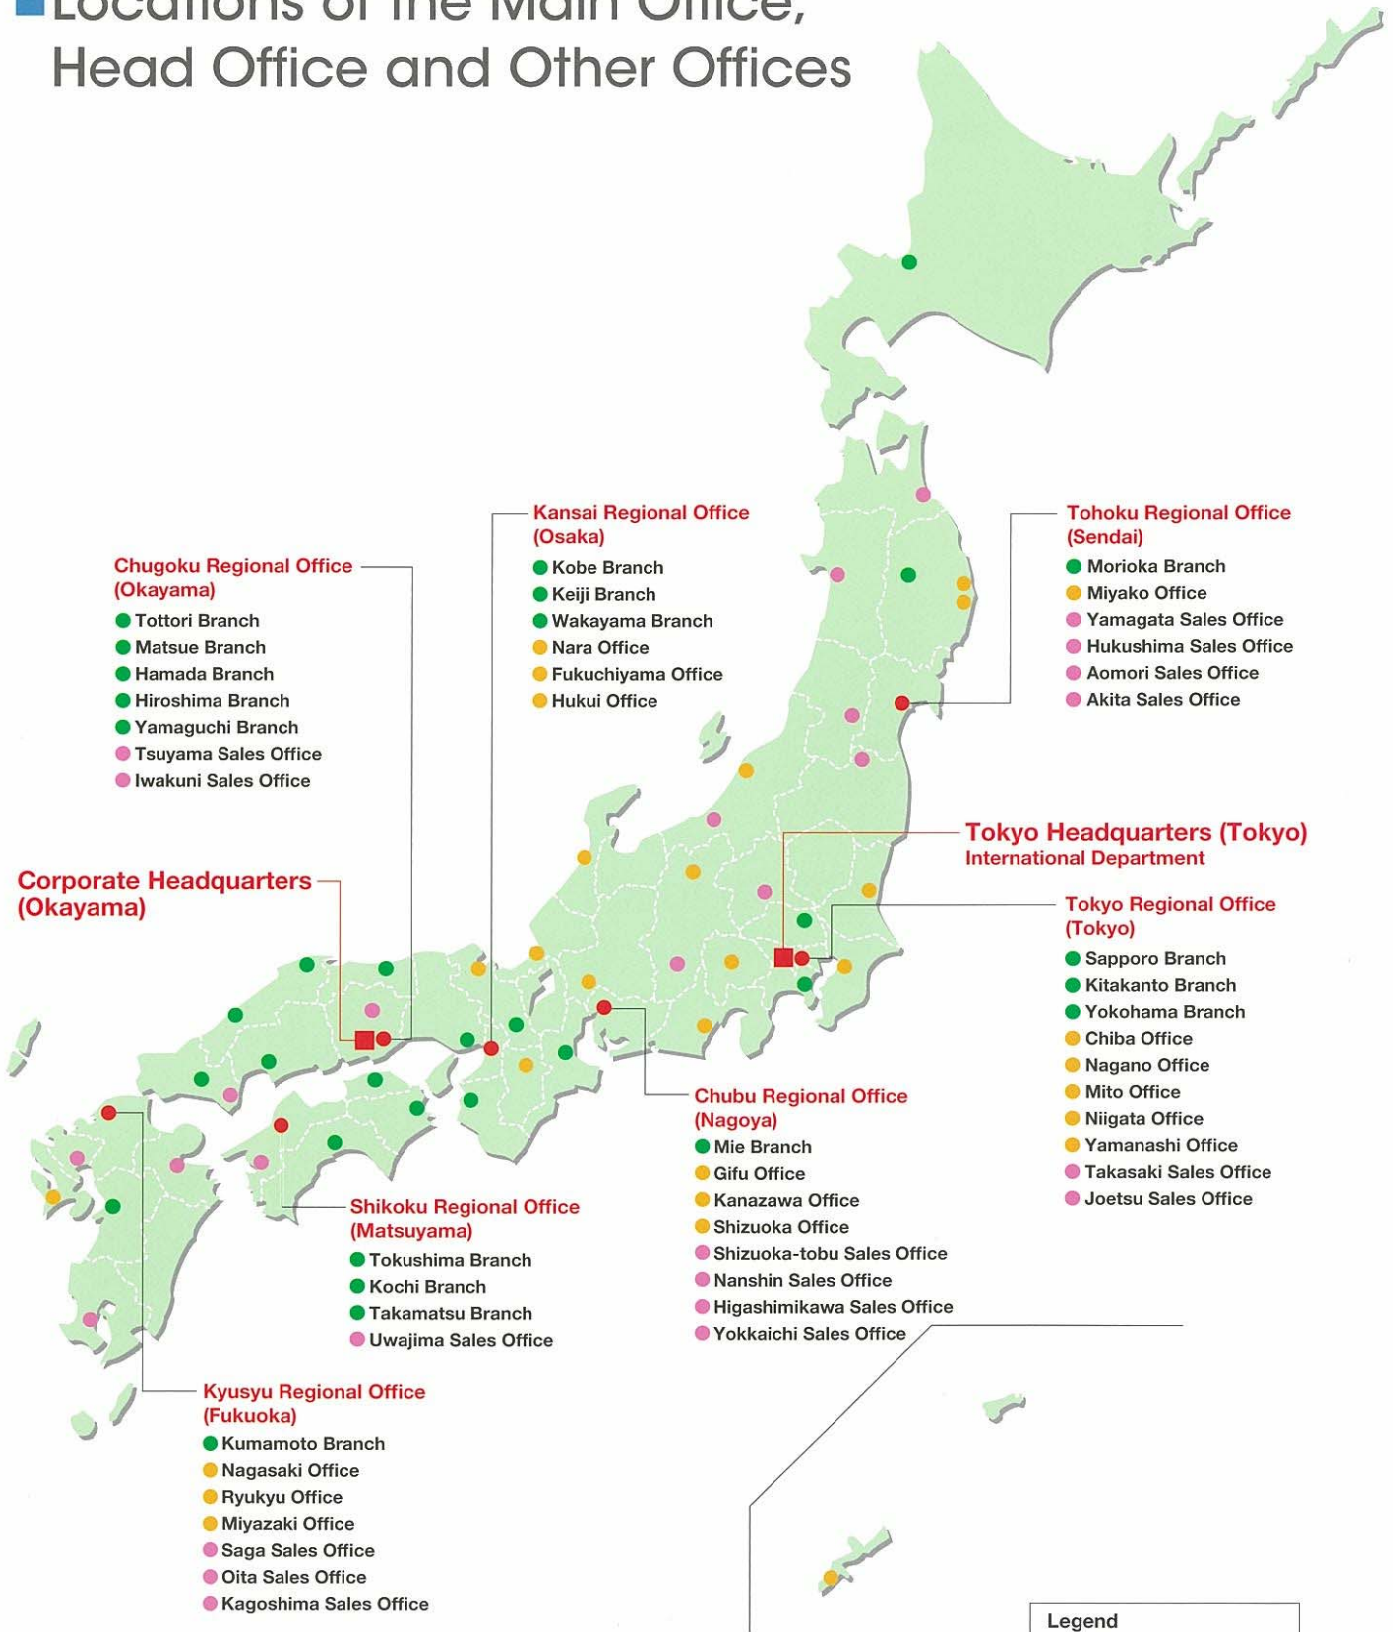 Locations of the Main Office,
Head Office and Other Offices
Kansai Regional Office
(Osaka)
Kobe Branch
Keiji Branch
Wakayama Branch
Nara Office
Fukuchiyama Office
Hukui Office
Tohoku Regional Office
(Sendai)
Morioka Branch
Miyako Office
Yamagata Sales Office
Hukushima Sales Office
Aomori Sales Office
Akita Sales Office
Chugoku Regional Office
(Okayama)
Tottori Branch
Matsue Branch
Hamada Branch
Hiroshima Branch
Yamaguchi Branch
Tsuyama Sales Office
Iwakuni Sales Office
Tokyo Headquarters (Tokyo)
International Department
Corporate Headquarters
(Okayama)
Tokyo Regional Office
(Tokyo)
Sapporo Branch
Kitakanto Branch
Yokohama Branch
Chiba Office
Nagano Office
Mito Office
Niigata Office
Yamanashi Office
Takasaki Sales Office
Joetsu Sales Office
Chubu Regional Office
(Nagoya)
Mie Branch
Gifu Office
Kanazawa Office
Shizuoka Office
Shizuoka-tobu Sales Office
Nanshin Sales Office
Higashimikawa Sales Office
Yokkaichi Sales Office
Shikoku Regional Office
(Matsuyama)
Tokushima Branch
Kochi Branch
Takamatsu Branch
Uwajima Sales Office
Kyusyu Regional Office
(Fukuoka)
Kumamoto Branch
Nagasaki Office
Ryukyu Office
Miyazaki Office
Saga Sales Office
Oita Sales Office
Kagoshima Sales Office
Legend